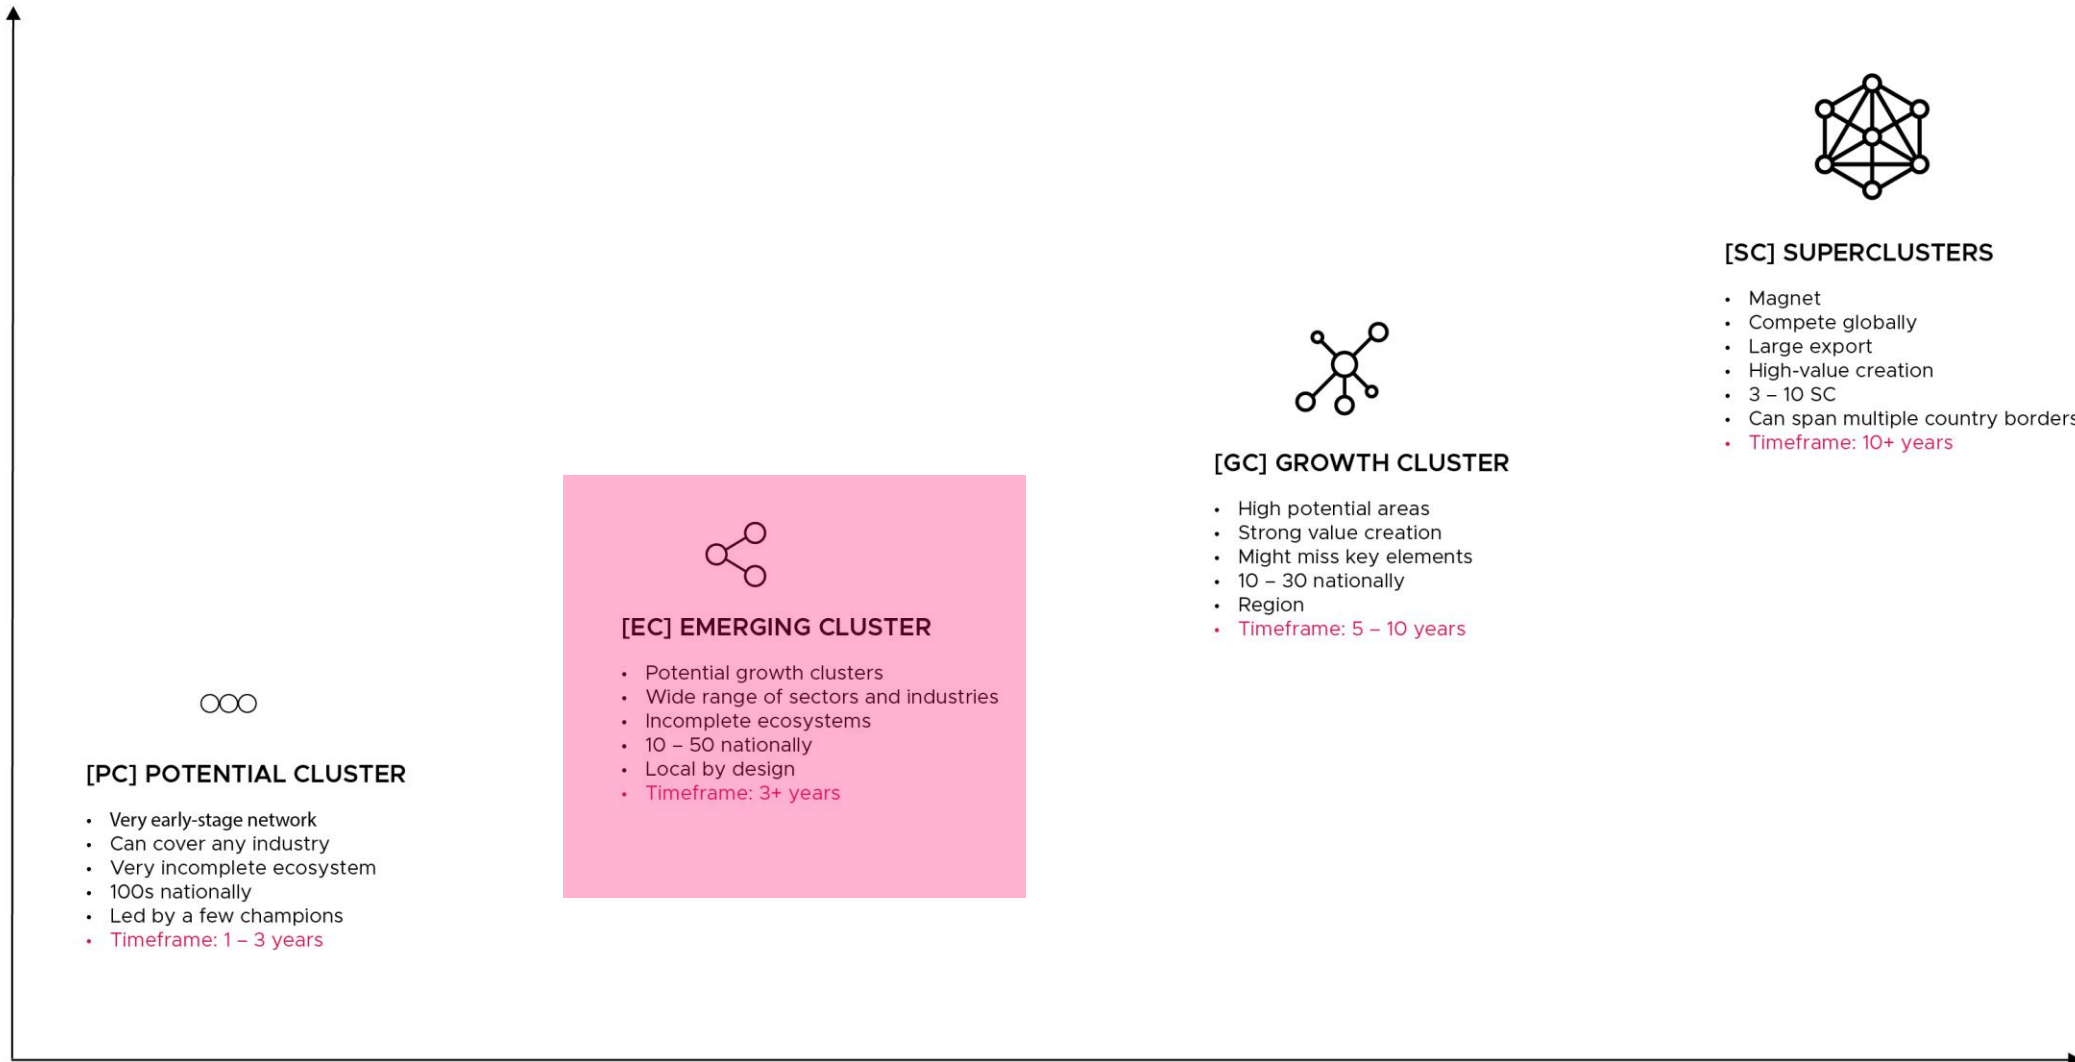 [SC] SUPERCLUSTERS
• Magnet
• Compete globally
• Large export
• High-value creation
• 3 – 10 SC
• Can span multiple country borders
• Timeframe: 10+ years
[GC] GROWTH CLUSTER
• High potential areas
• Strong value creation
• Might miss key elements
• 10 – 30 nationally
• Region
• Timeframe: 5 – 10 years
[EC] EMERGING CLUSTER
• Potential growth clusters
• Wide range of sectors and industries
• Incomplete ecosystems
• 10 – 50 nationally
• Local by design
• Timeframe: 3+ years
[PC] POTENTIAL CLUSTER
• Very early-stage network
• Can cover any industry
• Very incomplete ecosystem
• 100s nationally
• Led by a few champions
• Timeframe: 1 – 3 years